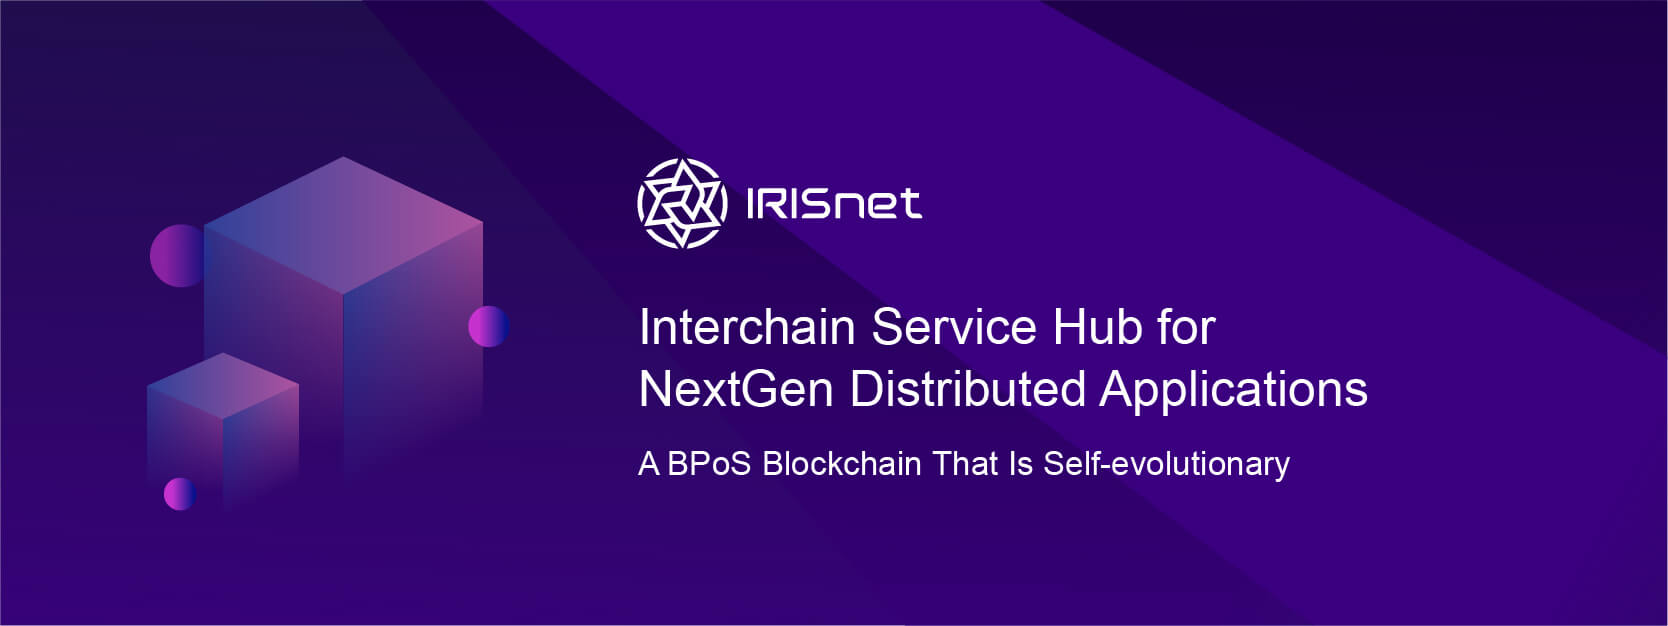 IRISnet
Interchain Service Hub for
NextGen Distributed Applications
A BPoS Blockchain That Is Self-evolutionary